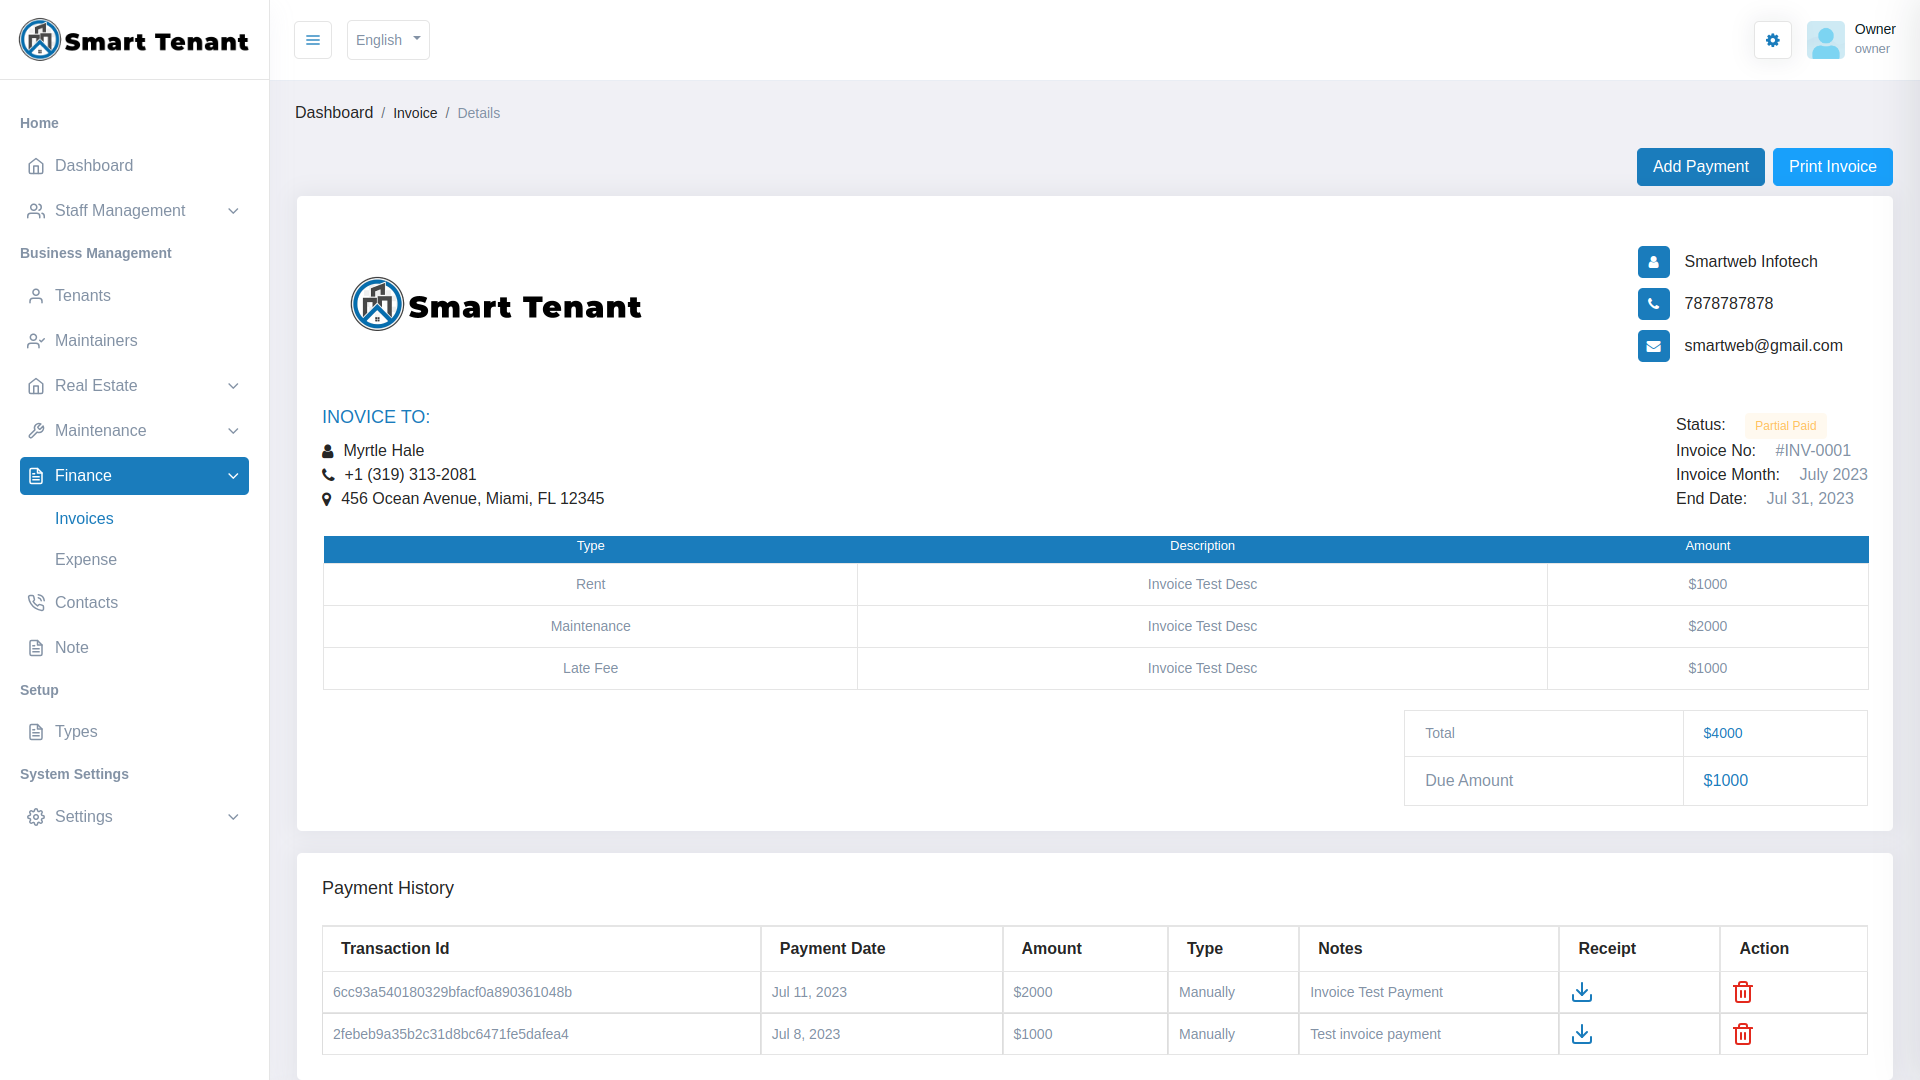 Smart Tenant
English
Owner
owner
Home
Dashboard
Staff Management
Business Management
Tenants
Maintainers
Real Estate
Maintenance
Finance
Invoices
Expense
Contacts
Note
Setup
Types
System Settings
Settings
Dashboard / Invoice / Details
Add Payment
Print Invoice
Smart Tenant
Smartweb Infotech
7878787878
smartweb@gmail.com
INOVICE TO:
Myrtle Hale
+1 (319) 313-2081
456 Ocean Avenue, Miami, FL 12345
Status: Partial Paid
Invoice No: #INV-0001
Invoice Month: July 2023
End Date: Jul 31, 2023
Type Description Amount
Rent Invoice Test Desc $1000
Maintenance Invoice Test Desc $2000
Late Fee Invoice Test Desc $1000
Total $4000
Due Amount $1000
Payment History
Transaction Id Payment Date Amount Type Notes Receipt Action
6cc93a540180329bfacf0a890361048b Jul 11, 2023 $2000 Manually Invoice Test Payment
2febeb9a35b2c31d8bc6471fe5dafea4 Jul 8, 2023 $1000 Manually Test invoice payment